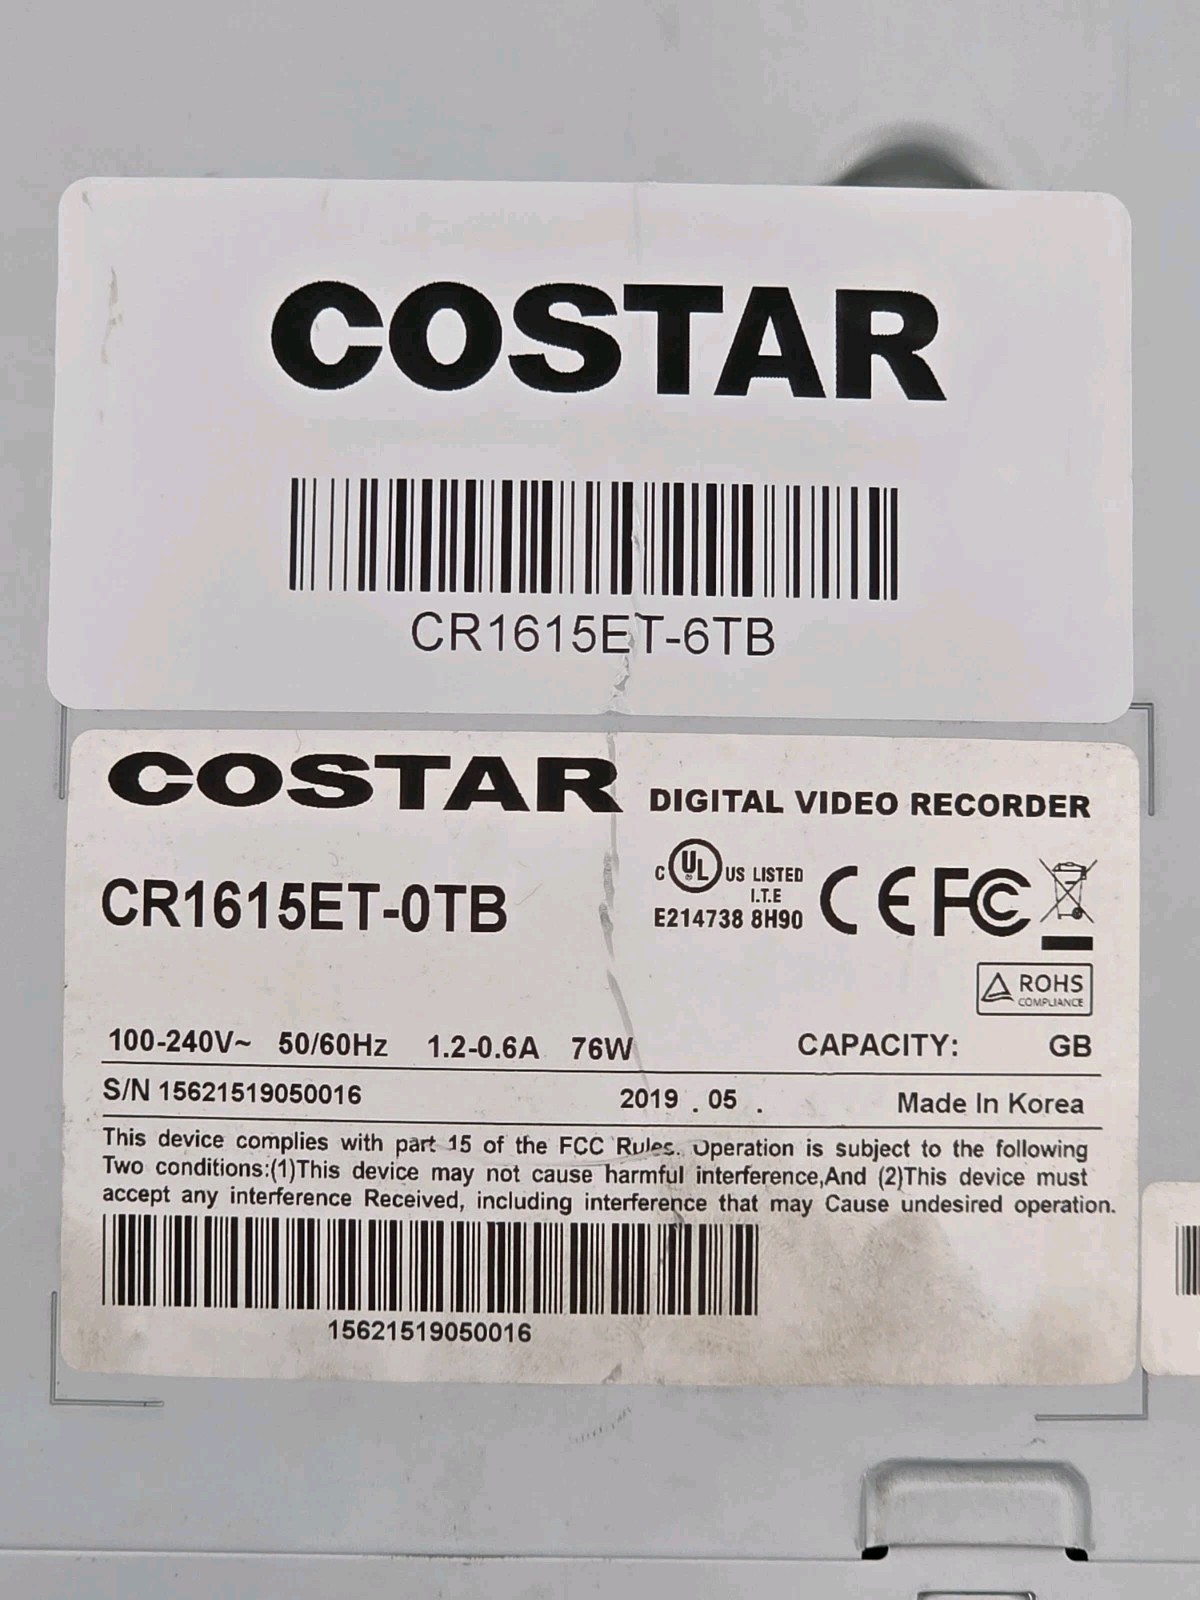 COSTAR
CR1615ET-6TB
COSTAR DIGITAL VIDEO RECORDER
CR1615ET-0TB
C UL US LISTED
I.T.E
E214738 8H90
CE FC
ROHS
COMPLIANCE
100-240V~ 50/60Hz 1.2-0.6A 76W CAPACITY: GB
S/N 15621519050016 2019 . 05 . Made In Korea
This device complies with part 15 of the FCC Rules. Operation is subject to the following
Two conditions:(1)This device may not cause harmful interference,And (2)This device must
accept any interference Received, including interference that may Cause undesired operation.
15621519050016